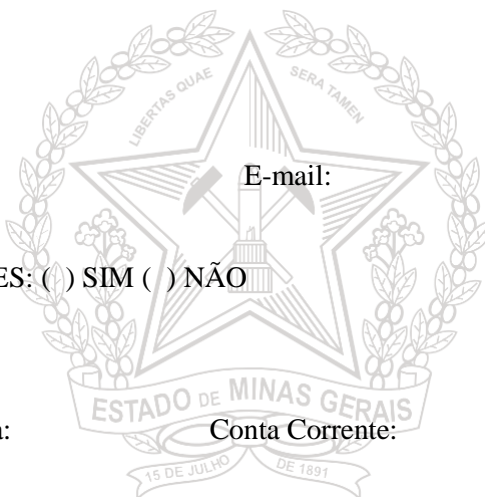 LIBERTAS QUAE SERA TAMEN
E-mail:
ES: ( ) SIM ( ) NÃO
ESTADO DE MINAS GERAIS
a: Conta Corrente:
15 DE JULHO DE 1891